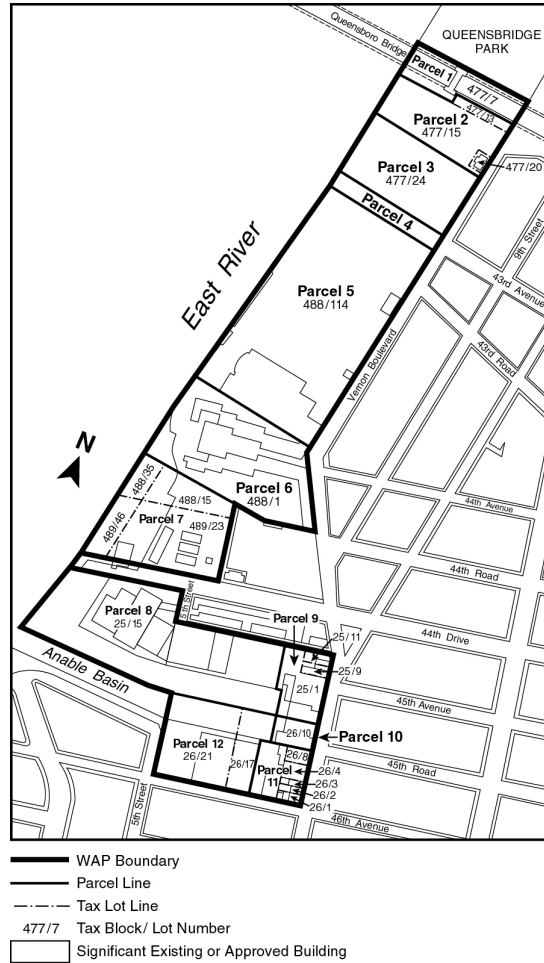 QUEENSBRIDGE
PARK
Queensboro Bridge
Parcel 1
477/7
477/13
Parcel 2
477/15
477/20
Parcel 3
477/24
9th Street
Parcel 4
East River
43rd Avenue
Parcel 5
488/114
43rd Road
Vernon Boulevard
N
488/35
44th Avenue
Parcel 6
488/1
488/15
489/46
Parcel 7
489/23
44th Road
5th Street
Parcel 8
25/15
Parcel 9
44th Drive
25/11
25/9
Anable Basin
25/1
45th Avenue
26/10
Parcel 10
Parcel 12
26/21
26/8
26/17
Parcel
11
26/4
45th Road
26/3
26/2
26/1
5th Street
46th Avenue
WAP Boundary
Parcel Line
Tax Lot Line
477/7 Tax Block/ Lot Number
Significant Existing or Approved Building